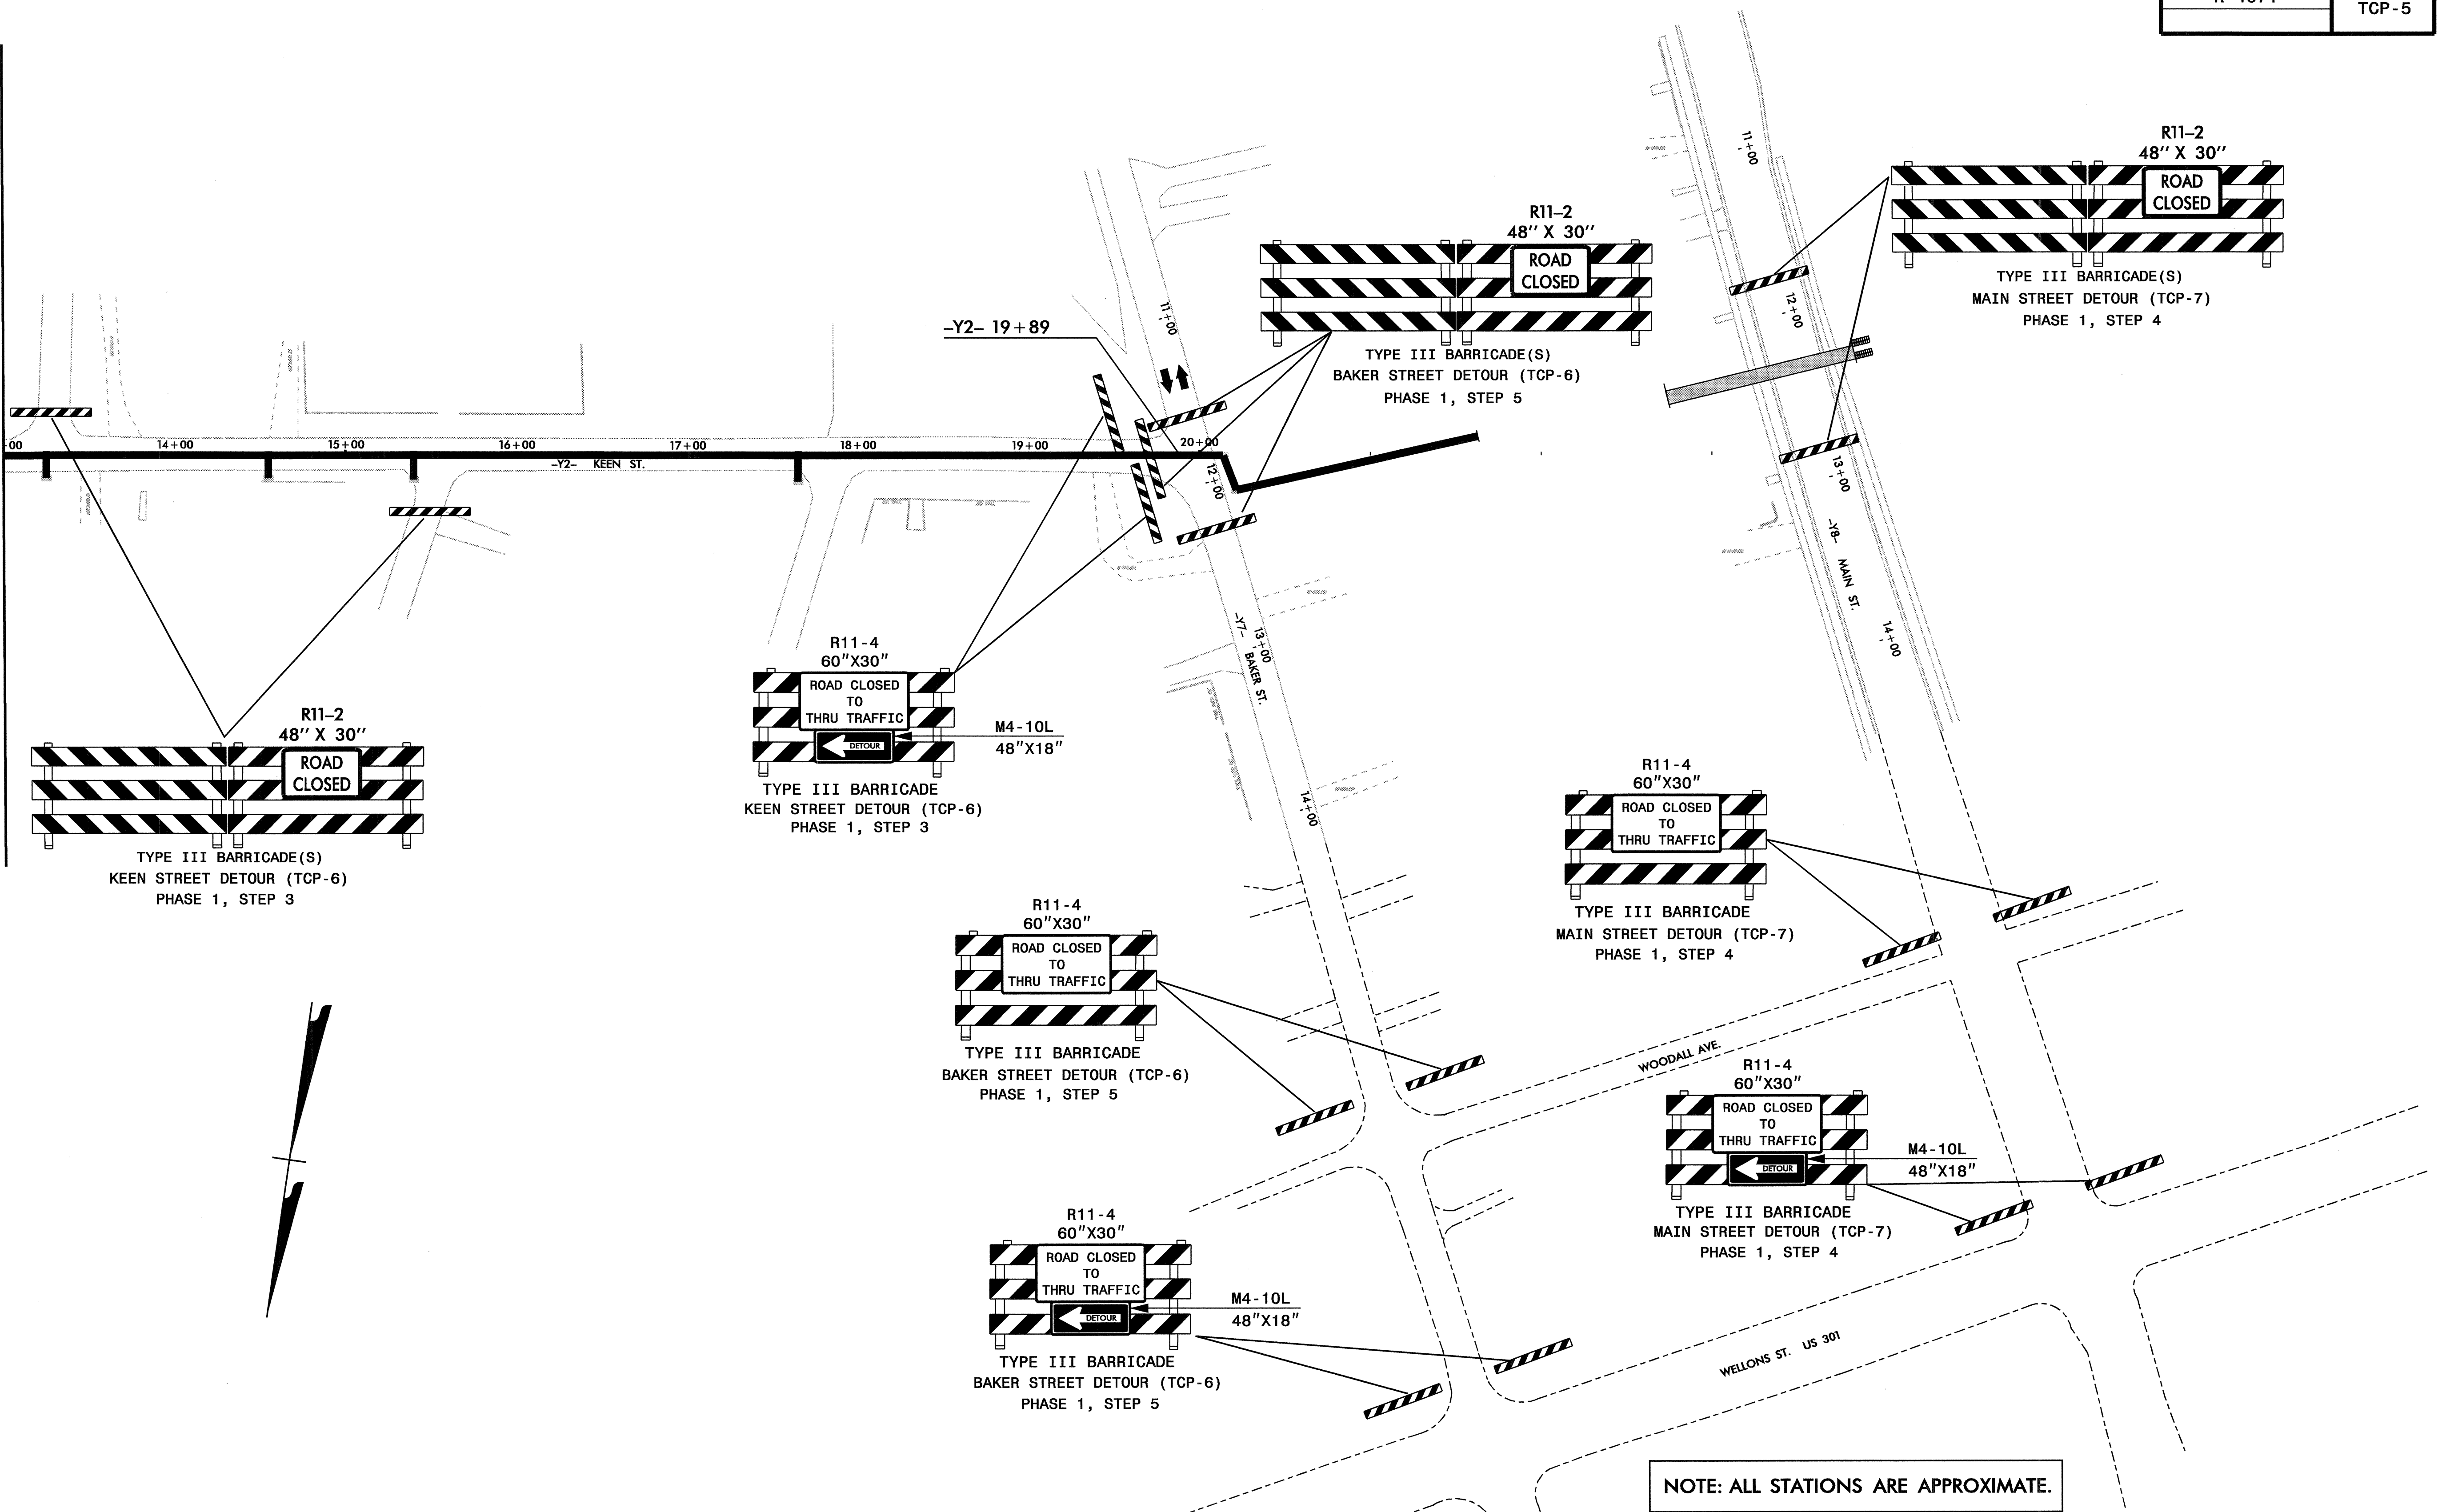 TCP-5
R11-2
48" X 30"
ROAD
CLOSED
TYPE III BARRICADE(S)
MAIN STREET DETOUR (TCP-7)
PHASE 1, STEP 4
11+00
12+00
13+00
-Y8- MAIN ST.
14+00
R11-2
48" X 30"
ROAD
CLOSED
TYPE III BARRICADE(S)
BAKER STREET DETOUR (TCP-6)
PHASE 1, STEP 5
11+00
-Y2- 19+89
00
14+00
15+00
16+00
17+00
18+00
19+00
20+00
-Y2- KEEN ST.
12+00
-Y7- BAKER ST.
13+00
14+00
R11-4
60"X30"
ROAD CLOSED
TO
THRU TRAFFIC
DETOUR
M4-10L
48"X18"
TYPE III BARRICADE
KEEN STREET DETOUR (TCP-6)
PHASE 1, STEP 3
R11-2
48" X 30"
ROAD
CLOSED
TYPE III BARRICADE(S)
KEEN STREET DETOUR (TCP-6)
PHASE 1, STEP 3
R11-4
60"X30"
ROAD CLOSED
TO
THRU TRAFFIC
TYPE III BARRICADE
MAIN STREET DETOUR (TCP-7)
PHASE 1, STEP 4
R11-4
60"X30"
ROAD CLOSED
TO
THRU TRAFFIC
TYPE III BARRICADE
BAKER STREET DETOUR (TCP-6)
PHASE 1, STEP 5
WOODALL AVE.
R11-4
60"X30"
ROAD CLOSED
TO
THRU TRAFFIC
DETOUR
M4-10L
48"X18"
TYPE III BARRICADE
MAIN STREET DETOUR (TCP-7)
PHASE 1, STEP 4
R11-4
60"X30"
ROAD CLOSED
TO
THRU TRAFFIC
DETOUR
M4-10L
48"X18"
TYPE III BARRICADE
BAKER STREET DETOUR (TCP-6)
PHASE 1, STEP 5
WELLONS ST. US 301
NOTE: ALL STATIONS ARE APPROXIMATE.